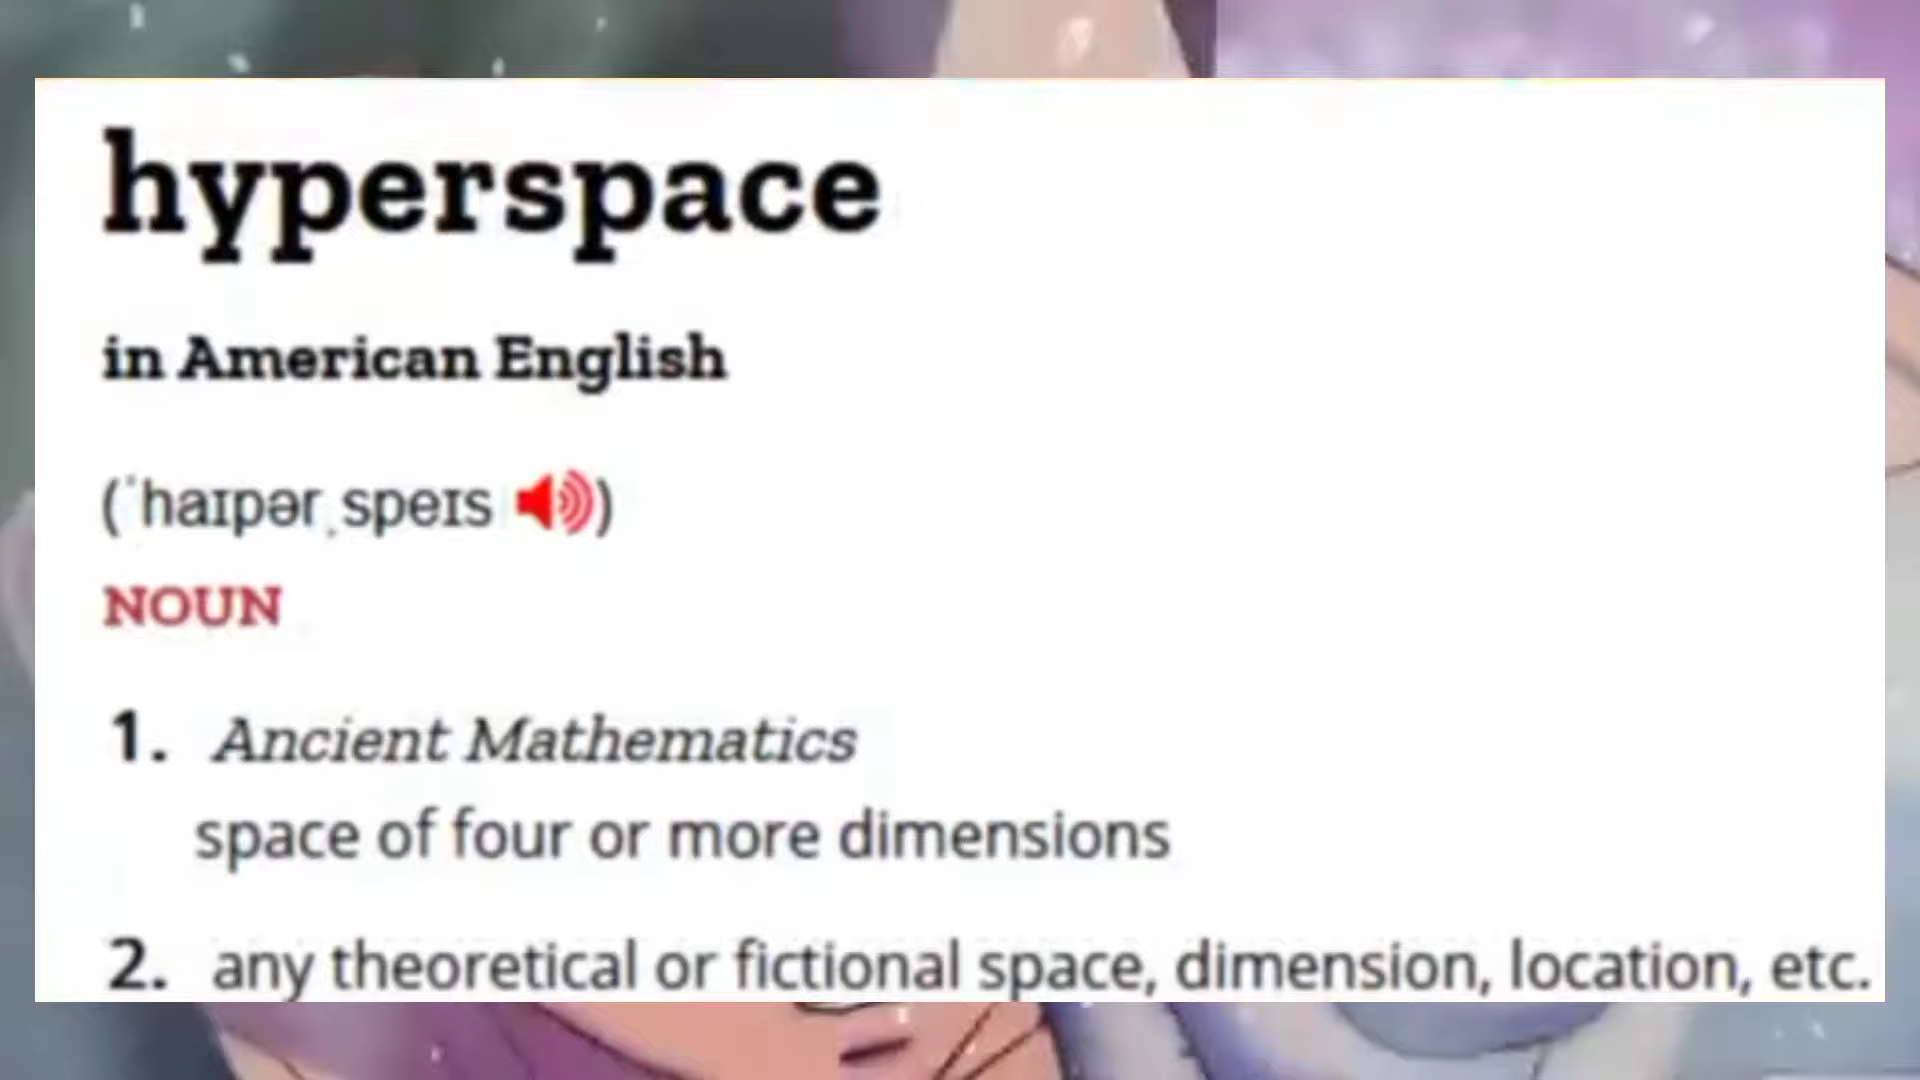 hyperspace
in American English
(ˈhaɪpərˌspeɪs )
NOUN
1. Ancient Mathematics
space of four or more dimensions
2. any theoretical or fictional space, dimension, location, etc.